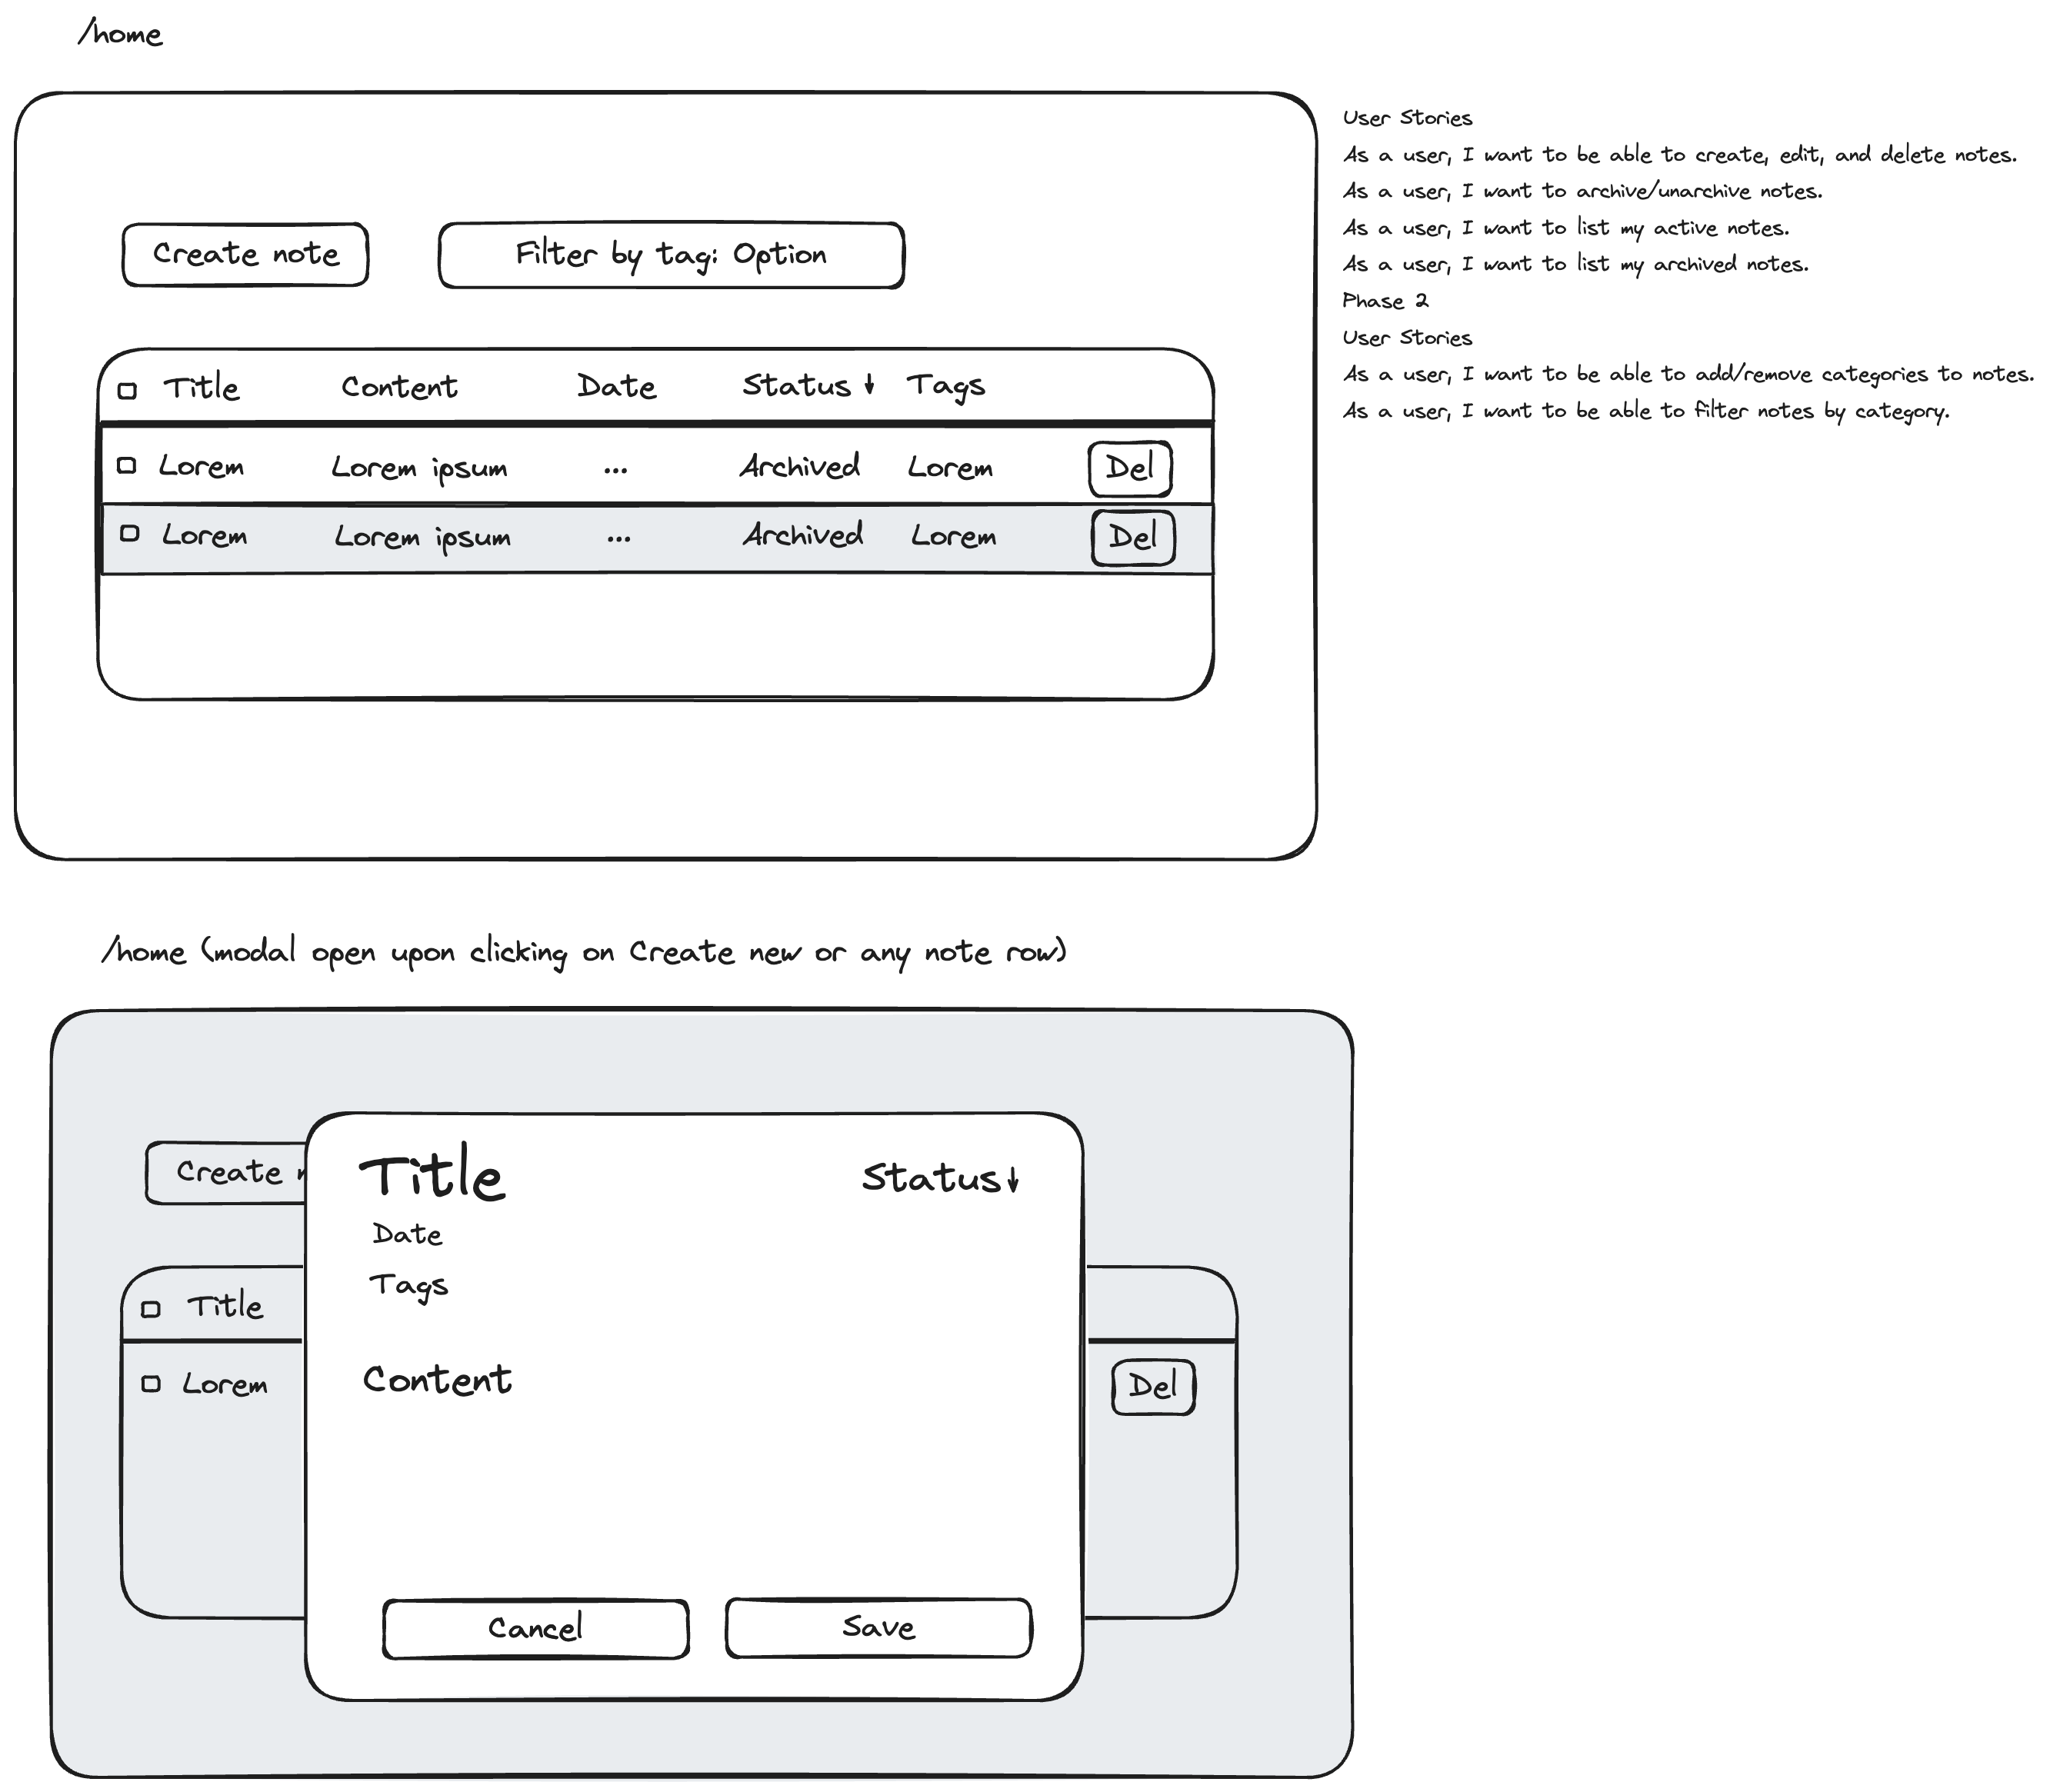 /home
Create note
Filter by tag: Option
Title Content Date Status ↓ Tags
Lorem Lorem ipsum ... Archived Lorem Del
Lorem Lorem ipsum ... Archived Lorem Del
User Stories
As a user, I want to be able to create, edit, and delete notes.
As a user, I want to archive/unarchive notes.
As a user, I want to list my active notes.
As a user, I want to list my archived notes.
Phase 2
User Stories
As a user, I want to be able to add/remove categories to notes.
As a user, I want to be able to filter notes by category.
/home (modal open upon clicking on Create new or any note row)
Create n
Title
Lorem
Title
Status↓
Date
Tags
Content
Cancel
Save
Del